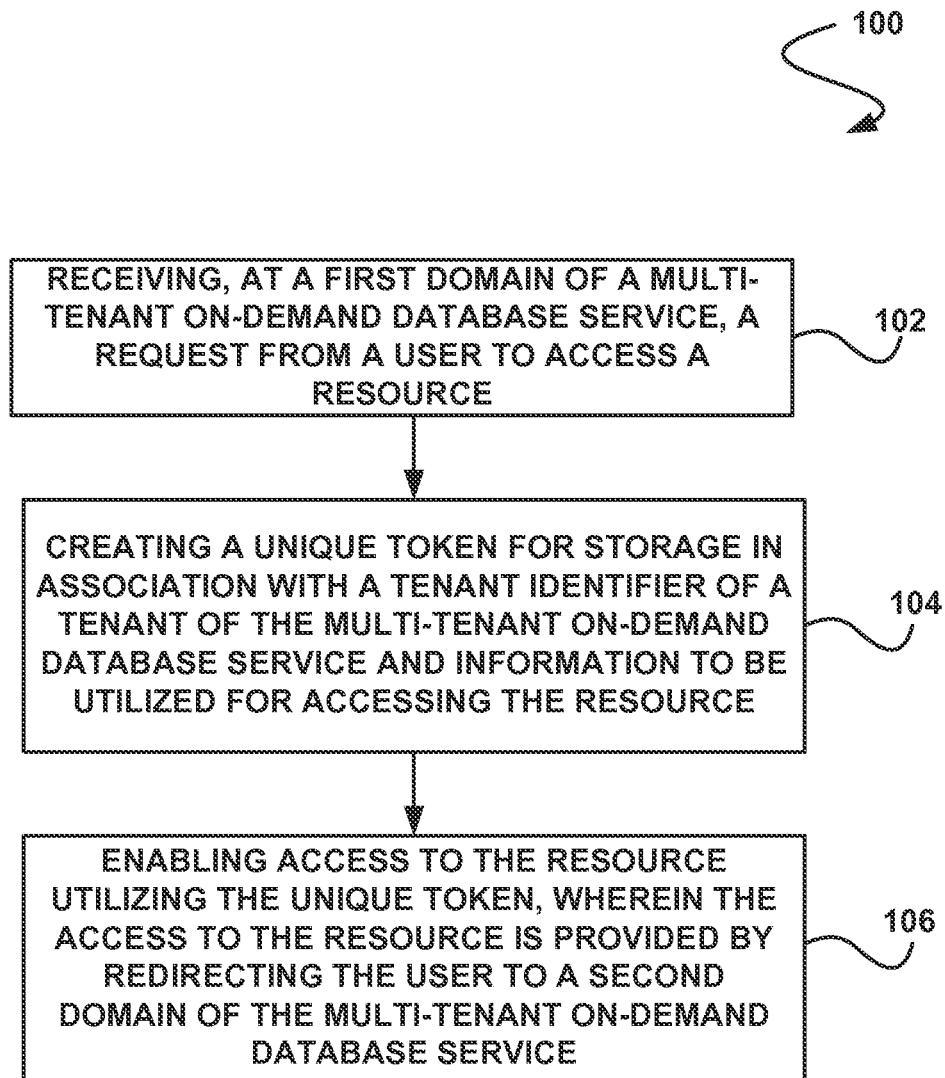 100
RECEIVING, AT A FIRST DOMAIN OF A MULTI-
TENANT ON-DEMAND DATABASE SERVICE, A
REQUEST FROM A USER TO ACCESS A
RESOURCE
102
CREATING A UNIQUE TOKEN FOR STORAGE IN
ASSOCIATION WITH A TENANT IDENTIFIER OF A
TENANT OF THE MULTI-TENANT ON-DEMAND
DATABASE SERVICE AND INFORMATION TO BE
UTILIZED FOR ACCESSING THE RESOURCE
104
ENABLING ACCESS TO THE RESOURCE
UTILIZING THE UNIQUE TOKEN, WHEREIN THE
ACCESS TO THE RESOURCE IS PROVIDED BY
REDIRECTING THE USER TO A SECOND
DOMAIN OF THE MULTI-TENANT ON-DEMAND
DATABASE SERVICE
106